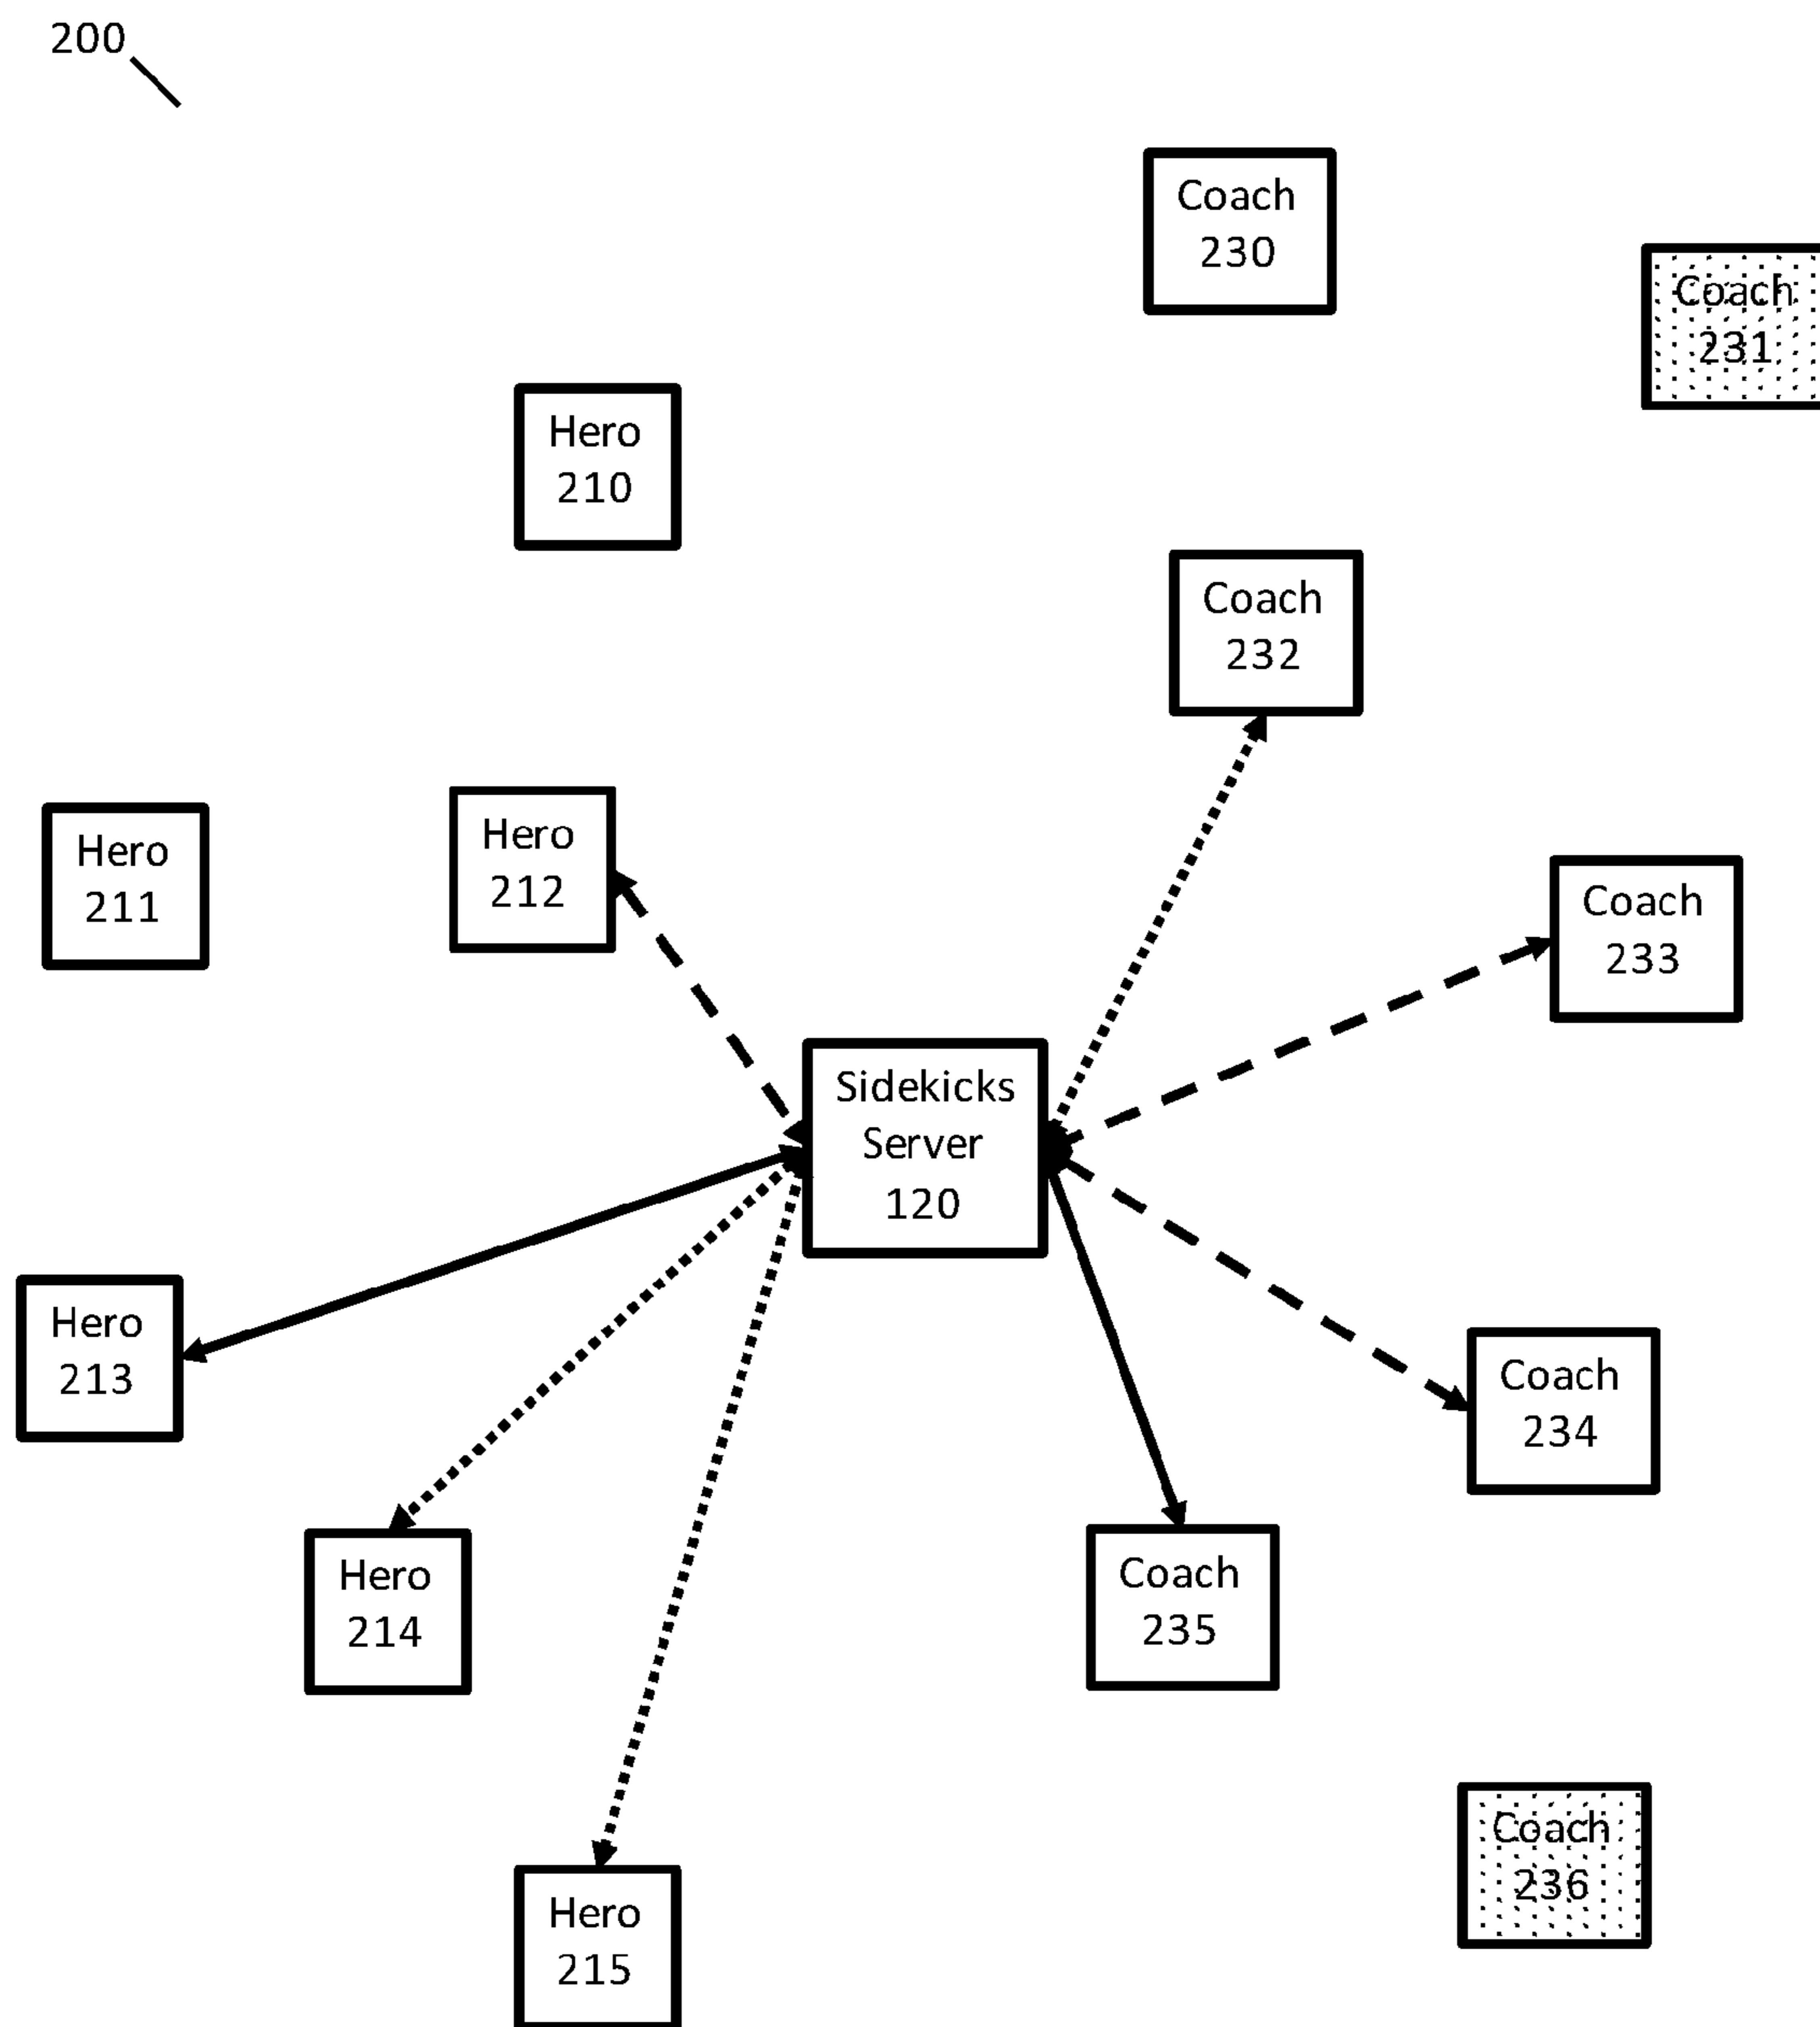 200
Coach
230
Coach
231
Hero
210
Coach
232
Hero
211
Hero
212
Coach
233
Sidekicks
Server
120
Hero
213
Coach
234
Hero
214
Coach
235
Coach
236
Hero
215